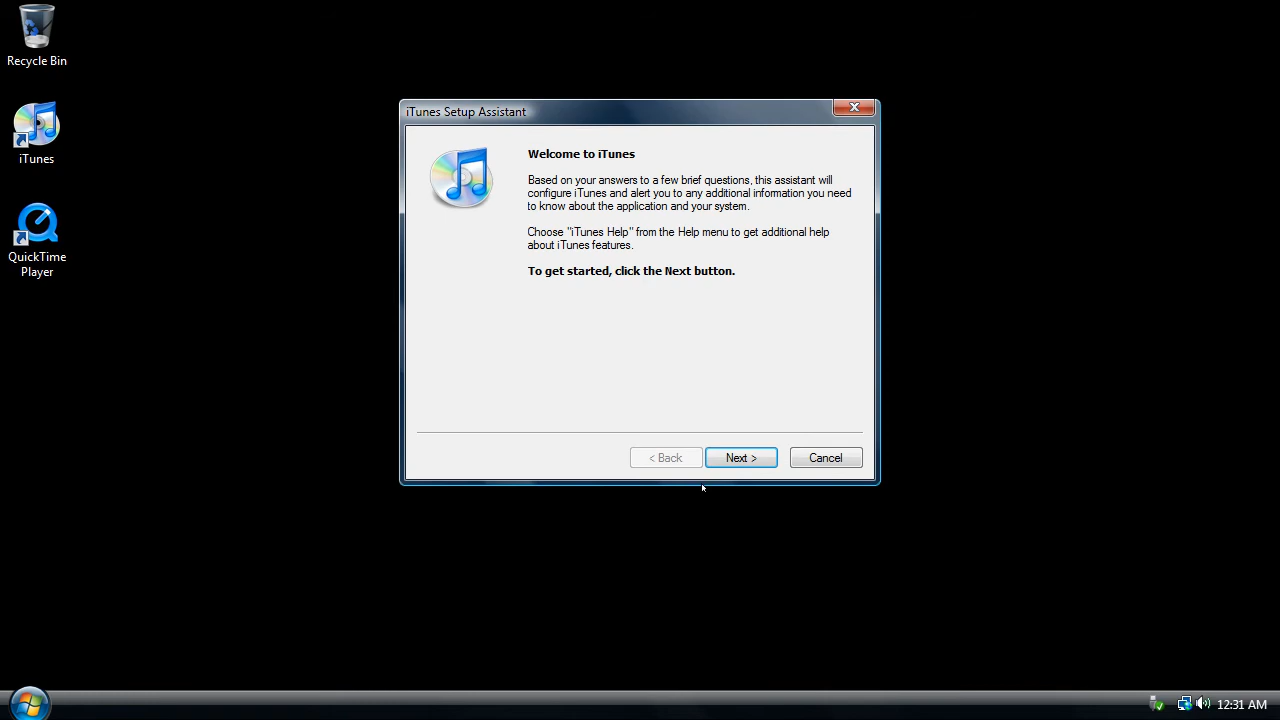 Recycle Bin
iTunes
QuickTime
Player
iTunes Setup Assistant
Welcome to iTunes
Based on your answers to a few brief questions, this assistant will
configure iTunes and alert you to any additional information you need
to know about the application and your system.
Choose "iTunes Help" from the Help menu to get additional help
about iTunes features.
To get started, click the Next button.
< Back
Next >
Cancel
12:31 AM